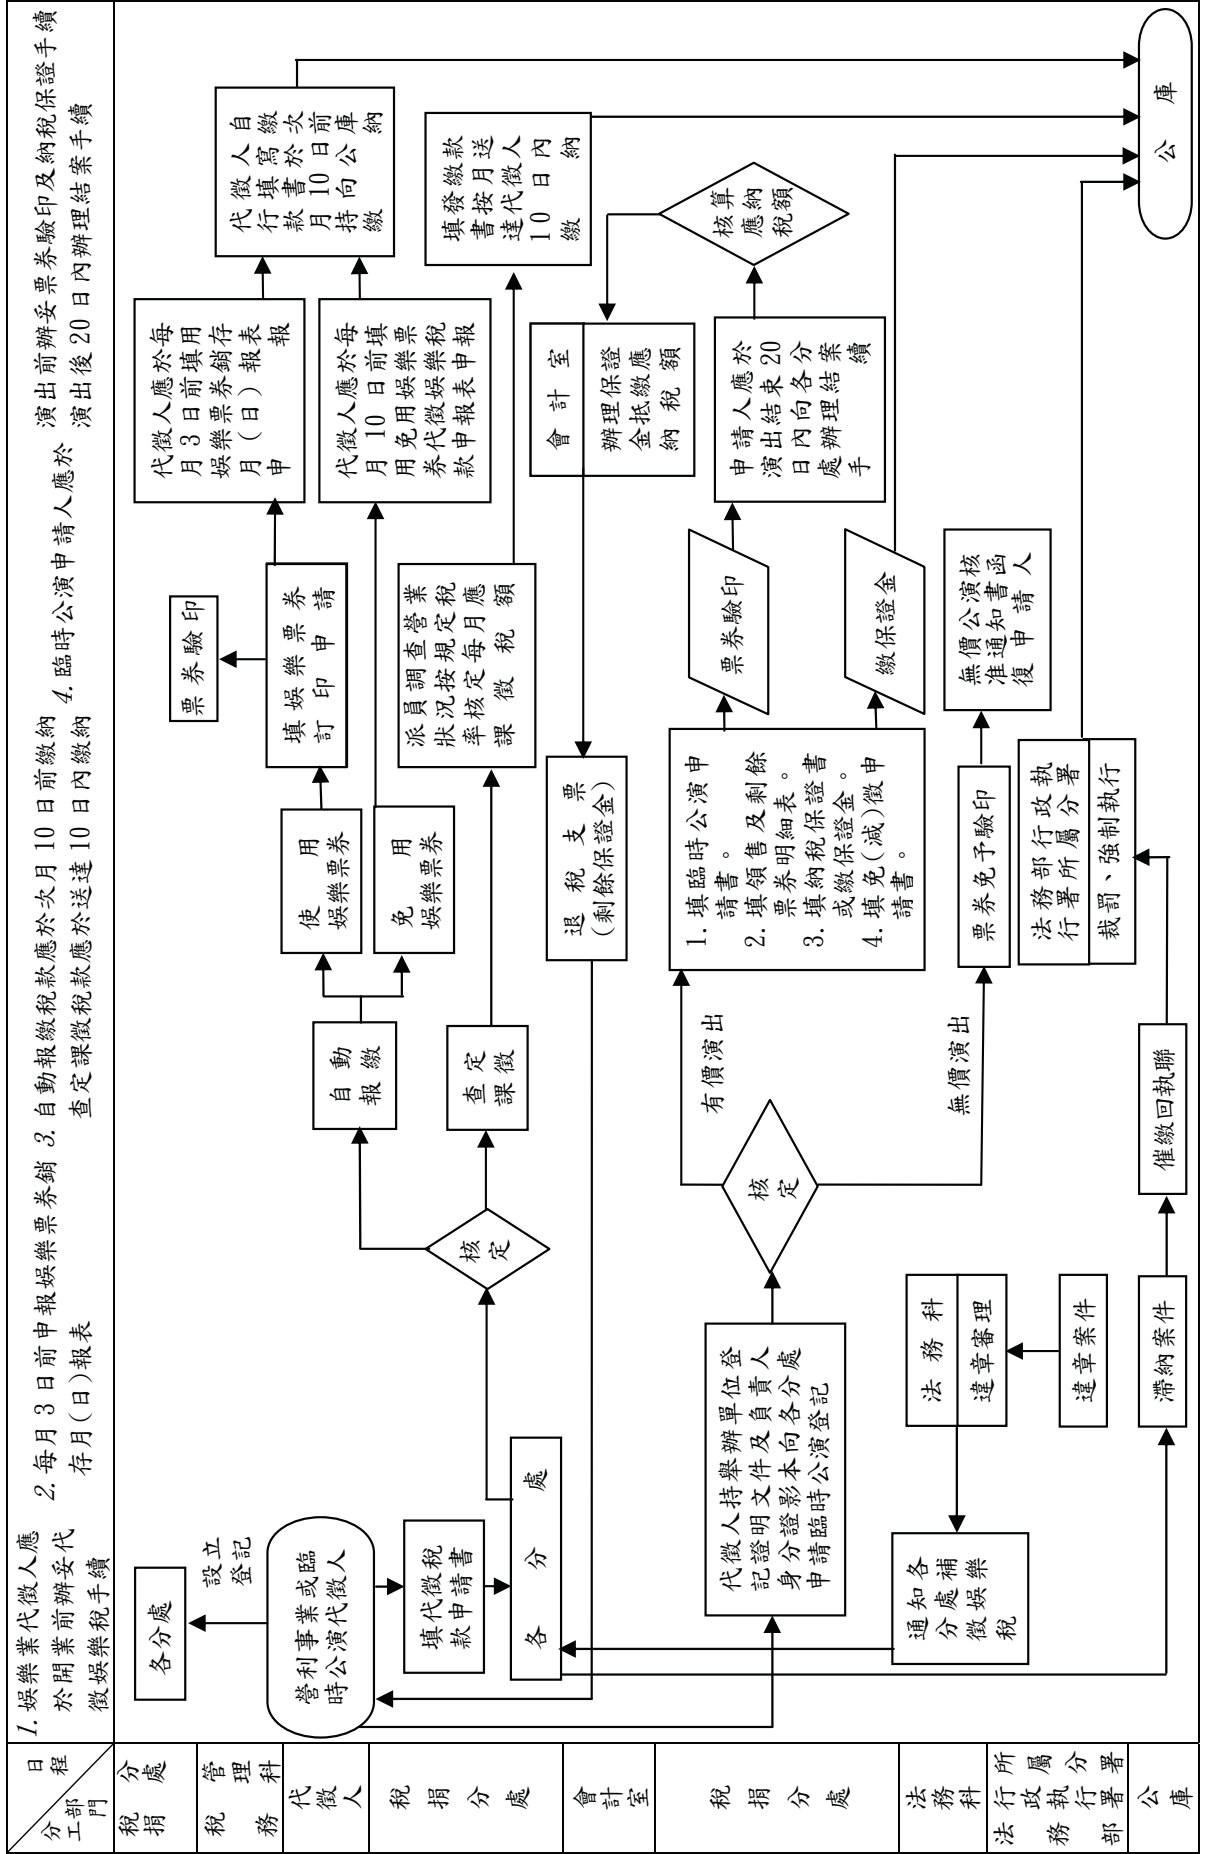 日程
分工部門
1. 娛樂業代徵人應
於開業前辦妥代
徵娛樂稅手續
2. 每月 3 日前申報娛樂票券銷
存月(日)報表
3. 自動報繳稅款應於次月 10 日前繳納
查定課徵稅款應於送達 10 日內繳納
4. 臨時公演申請人應於
演出前辦妥票券驗印及納稅保證手續
演出後 20 日內辦理結案手續
稅捐
分處
稅務
管理科
代徵人
稅捐分處
會計室
稅捐分處
法務科
法務部
行政執行署
所屬分署
公庫
各分處
設立
登記
營利事業或臨
時公演代徵人
填代徵稅
款申請書
各分處
核定
自動
報繳
查定
課徵
使用
娛樂票券
免用
娛樂票券
填娛樂票券
訂印申請
票券驗印
代徵人應於每
月 3 日前填用
娛樂票券銷存
月(日)報表
申報
代徵人應於每
月 10 日前填
用免用娛樂票
券代徵娛樂稅
款申報表申報
代徵人自
行填寫繳
款書於次
月 10 日前
持向公庫
繳納
派員調查營業
狀況按規定稅
率核定每月應
課徵稅額
填發繳款
書按月送
達代徵人
10 日內
繳納
會計室
辦理保證
金抵繳應
納稅額
退稅支票
(剩餘保證金)
代徵人持舉辦單位登
記證明文件及負責人
身分證影本向各分處
申請臨時公演登記
核定
有價演出
無價演出
1. 填臨時公演申
請書。
2. 填領售及剩餘
票券明細表。
3. 填納稅保證書
或繳保證金。
4. 填免(減)徵申
請書。
票券驗印
繳保證金
申請人應於
演出結束 20
日內向各分
處辦理結案
手續
核算
應納
稅額
票券免予驗印
無價公演核
准通知書函
復申請人
法務科
違章審理
違章案件
通知各
分處補
徵娛樂
稅
滯納案件
催繳回執聯
法務部行政執
行署所屬分署
裁罰、強制執行
公庫